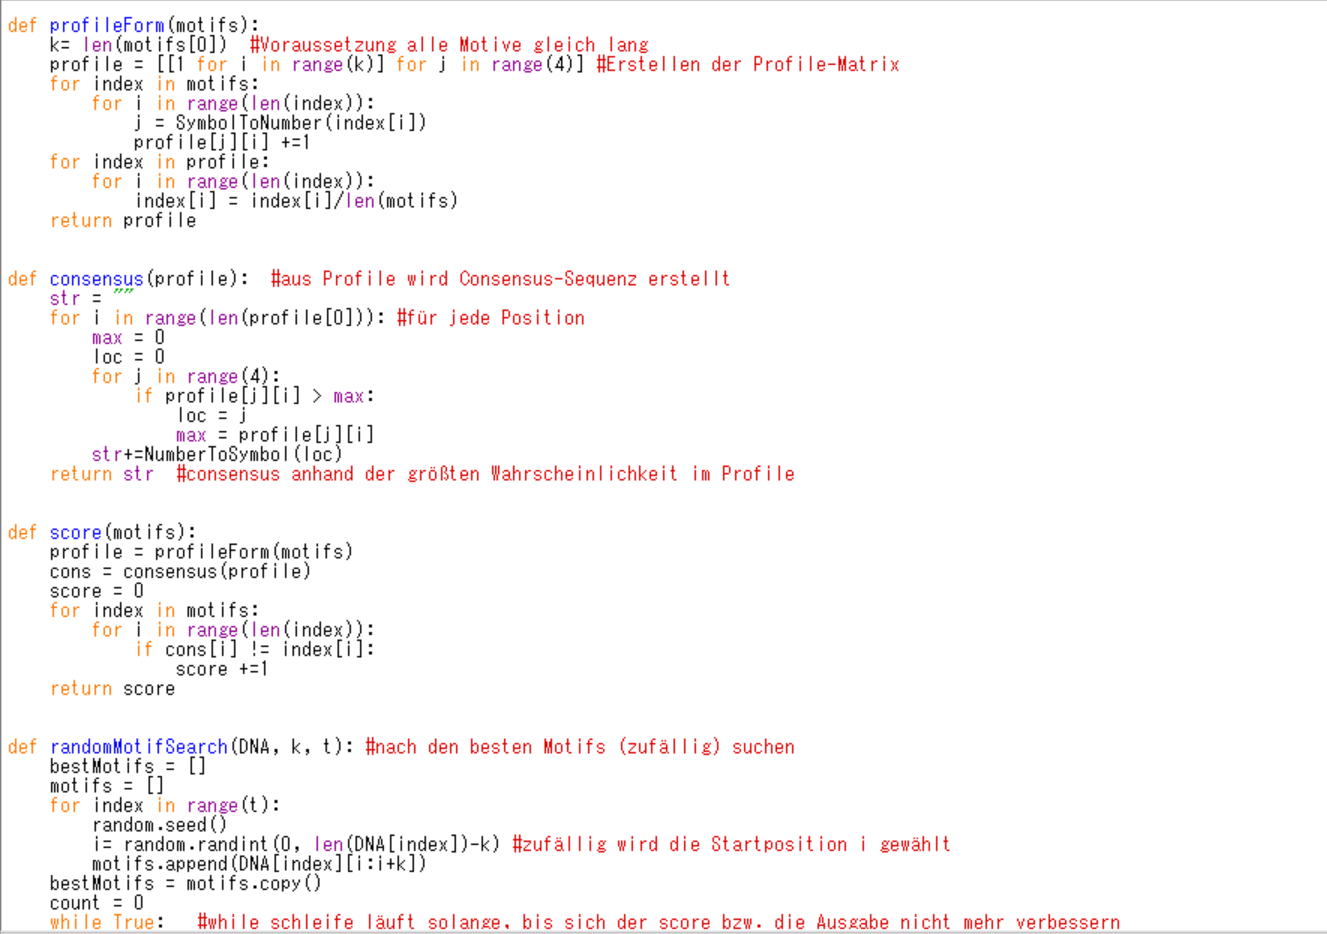 def profileForm(motifs):
    k= len(motifs[0])  #Voraussetzung alle Motive gleich lang
    profile = [[1 for i in range(k)] for j in range(4)] #Erstellen der Profile-Matrix
    for index in motifs:
        for i in range(len(index)):
            j = SymbolToNumber(index[i])
            profile[j][i] +=1
    for index in profile:
        for i in range(len(index)):
            index[i] = index[i]/len(motifs)
    return profile
def consensus(profile):  #aus Profile wird Consensus-Sequenz erstellt
    str = ""
    for i in range(len(profile[0])): #für jede Position
        max = 0
        loc = 0
        for j in range(4):
            if profile[j][i] > max:
                loc = j
                max = profile[j][i]
        str+=NumberToSymbol(loc)
    return str  #consensus anhand der größten Wahrscheinlichkeit im Profile
def score(motifs):
    profile = profileForm(motifs)
    cons = consensus(profile)
    score = 0
    for index in motifs:
        for i in range(len(index)):
            if cons[i] != index[i]:
                score +=1
    return score
def randomMotifSearch(DNA, k, t): #nach den besten Motifs (zufällig) suchen
    bestMotifs = []
    motifs = []
    for index in range(t):
        random.seed()
        i= random.randint(0, len(DNA[index])-k) #zufällig wird die Startposition i gewählt
        motifs.append(DNA[index][i:i+k])
    bestMotifs = motifs.copy()
    count = 0
    while True:   #while schleife läuft solange, bis sich der score bzw. die Ausgabe nicht mehr verbessern